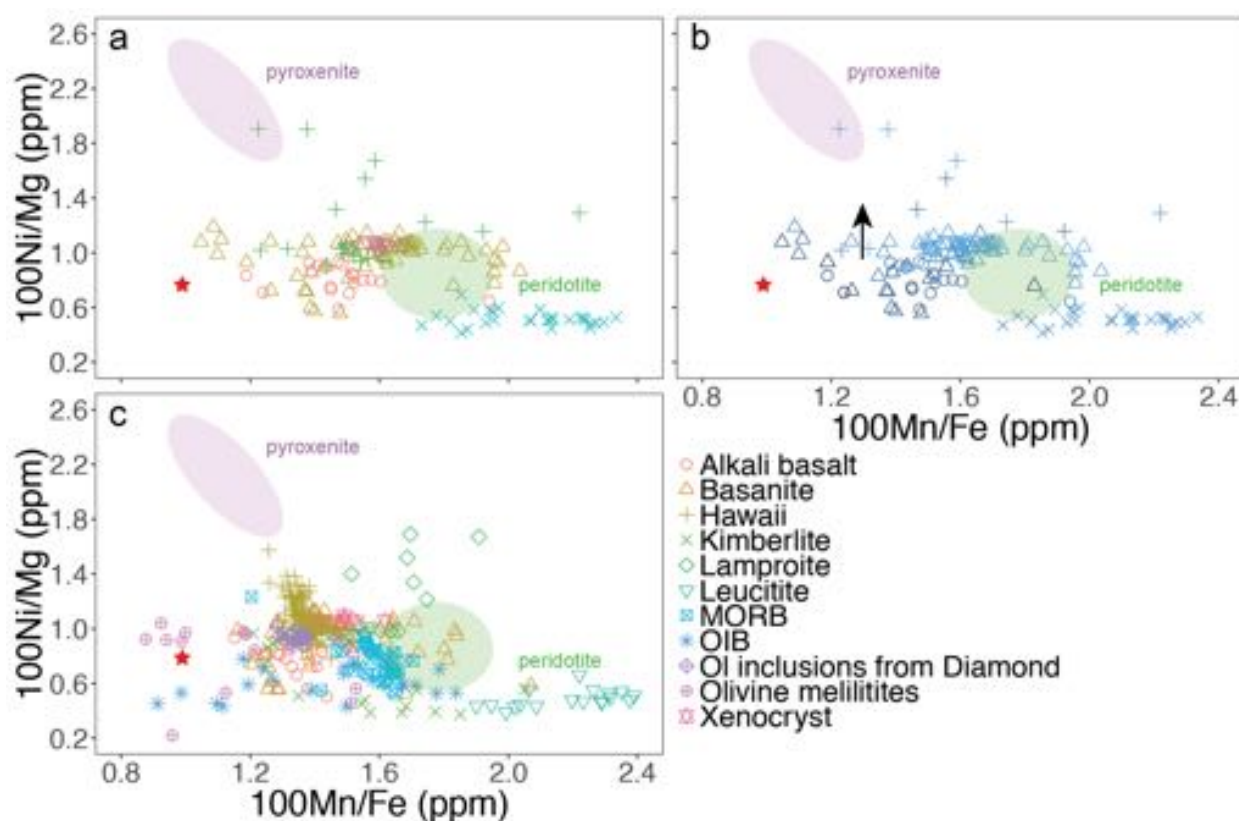 a
pyroxenite
peridotite
100Ni/Mg (ppm)
2.6
2.2
1.8
1.4
1.0
0.6
0.2
b
pyroxenite
peridotite
0.8
1.2
1.6
2.0
2.4
100Mn/Fe (ppm)
c
pyroxenite
peridotite
100Ni/Mg (ppm)
2.6
2.2
1.8
1.4
1.0
0.6
0.2
0.8
1.2
1.6
2.0
2.4
100Mn/Fe (ppm)
Alkali basalt
Basanite
Hawaii
Kimberlite
Lamproite
Leucitite
MORB
OIB
Ol inclusions from Diamond
Olivine melilitites
Xenocryst